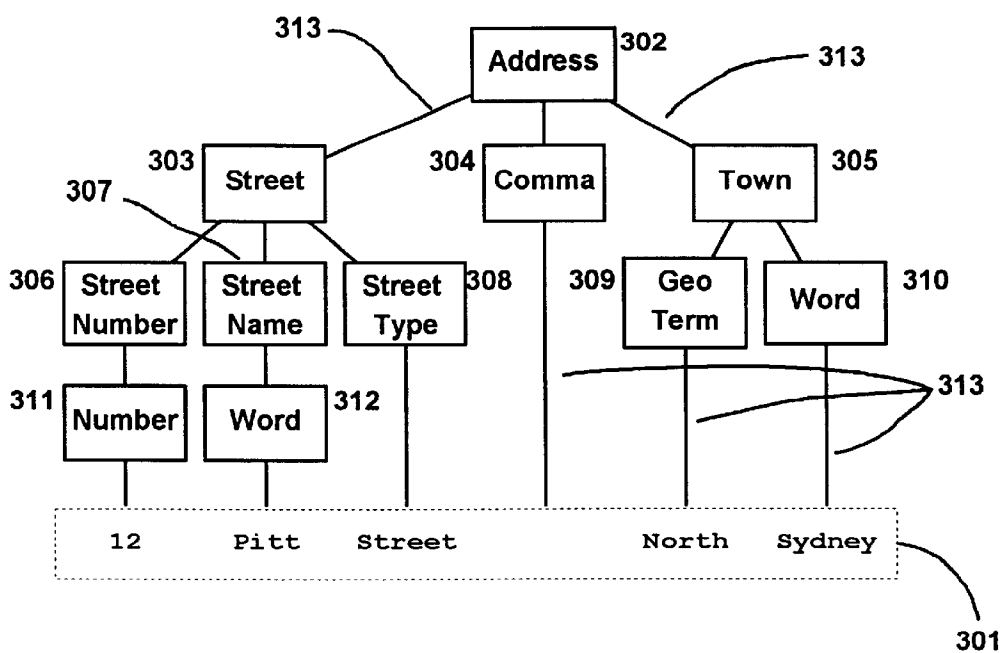 313
Address
302
313
303
Street
304
Comma
Town
305
307
306
Street
Number
Street
Name
Street
Type
308
309
Geo
Term
Word
310
311
Number
Word
312
313
12 Pitt Street North Sydney
301